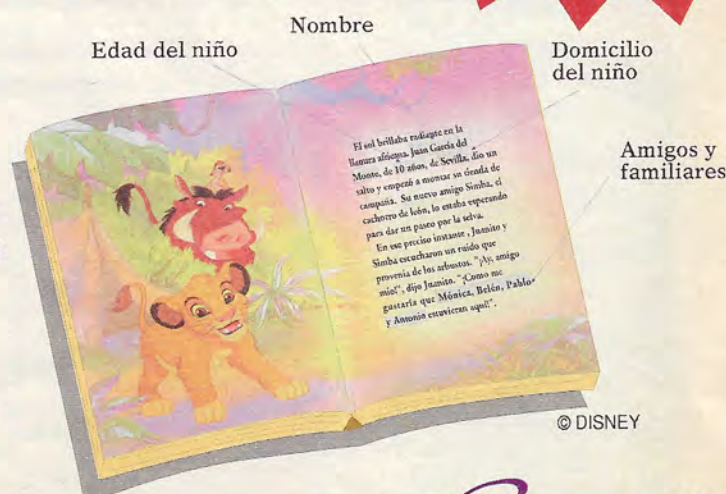 Nombre
Edad del niño
Domicilio
del niño
Amigos y
familiares
El sol brillaba radiante en la
llanura africana. Juan García del
Monte, de 10 años, de Sevilla, dio un
salto y empezó a montar su tienda de
campaña. Su nuevo amigo Simba, el
cachorro de león, lo estaba esperando
para dar un paseo por la selva.
En ese preciso instante, Juanito y
Simba escucharon un ruido que
provenía de los arbustos. "¡Ay, amigo
mío!", dijo Juanito. "¡Como me
gustaría que Mónica, Belén, Pablo
y Antonio estuvieran aquí!".
© DISNEY